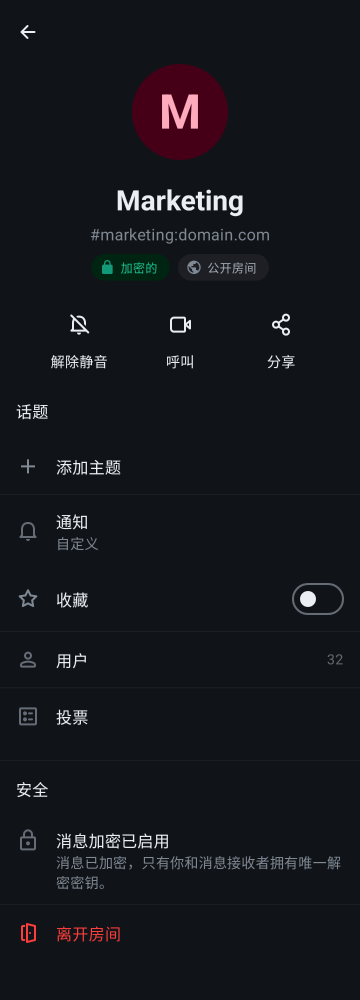 M
Marketing
#marketing:domain.com
加密的
公开房间
解除静音
呼叫
分享
话题
添加主题
通知
自定义
收藏
用户
32
投票
安全
消息加密已启用
消息已加密，只有你和消息接收者拥有唯一解
密密钥。
离开房间